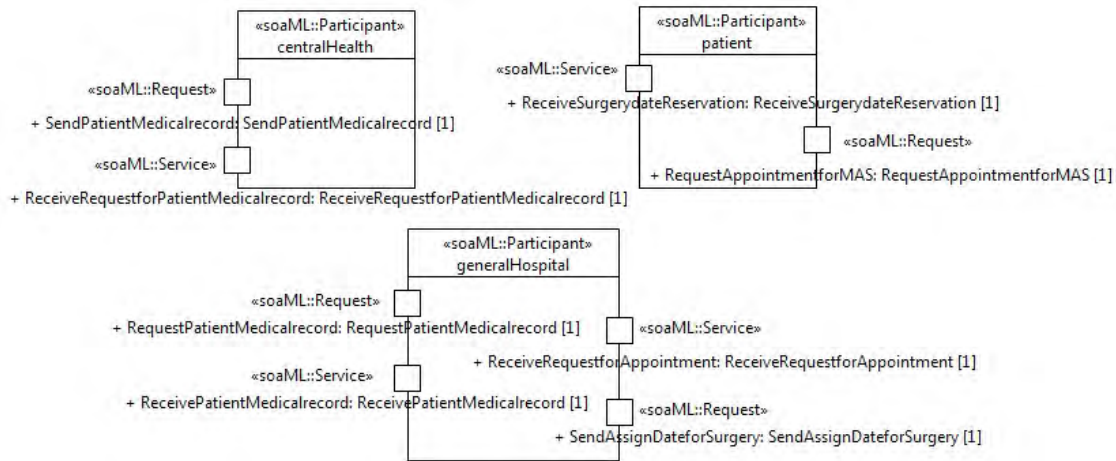 «soaML::Participant»
centralHealth
«soaML::Request»
+ SendPatientMedicalrecord: SendPatientMedicalrecord [1]
«soaML::Service»
+ ReceiveRequestforPatientMedicalrecord: ReceiveRequestforPatientMedicalrecord [1]
«soaML::Participant»
patient
«soaML::Service»
+ ReceiveSurgerydateReservation: ReceiveSurgerydateReservation [1]
«soaML::Request»
+ RequestAppointmentforMAS: RequestAppointmentforMAS [1]
«soaML::Participant»
generalHospital
«soaML::Request»
+ RequestPatientMedicalrecord: RequestPatientMedicalrecord [1]
«soaML::Service»
+ ReceivePatientMedicalrecord: ReceivePatientMedicalrecord [1]
«soaML::Service»
+ ReceiveRequestforAppointment: ReceiveRequestforAppointment [1]
«soaML::Request»
+ SendAssignDateforSurgery: SendAssignDateforSurgery [1]